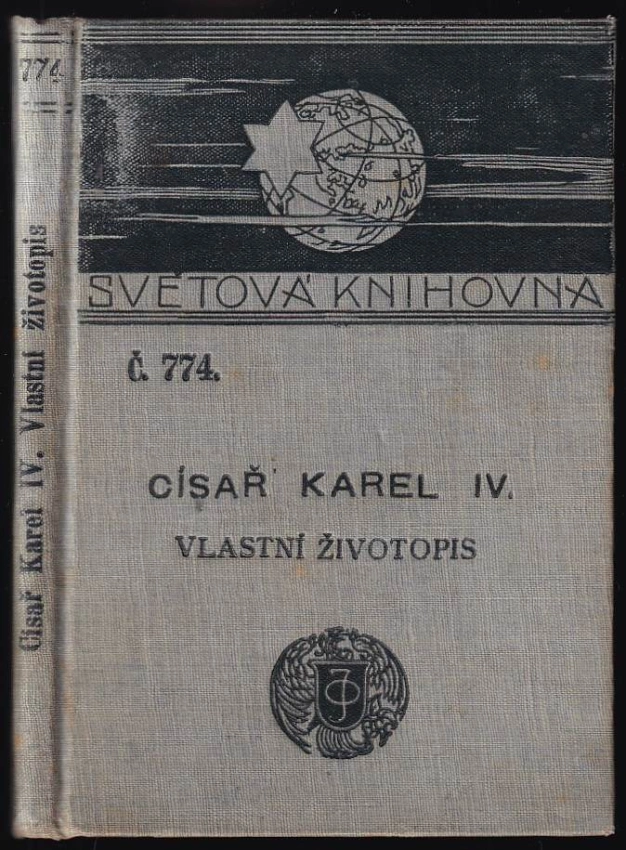 774
Císař Karel IV. Vlastní životopis
SVĚTOVÁ KNIHOVNA
Č. 774.
CÍSAŘ KAREL IV.
VLASTNÍ ŽIVOTOPIS